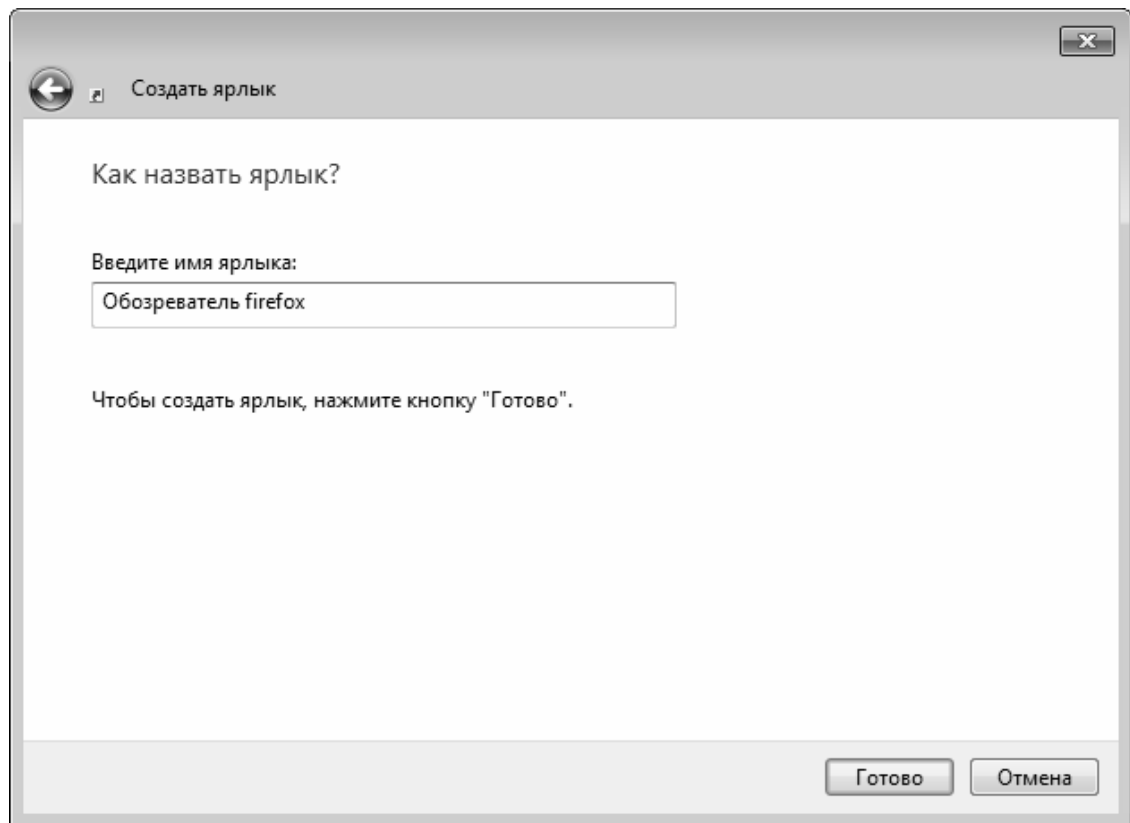 Создать ярлык
Как назвать ярлык?
Введите имя ярлыка:
Обозреватель firefox
Чтобы создать ярлык, нажмите кнопку "Готово".
Готово Отмена